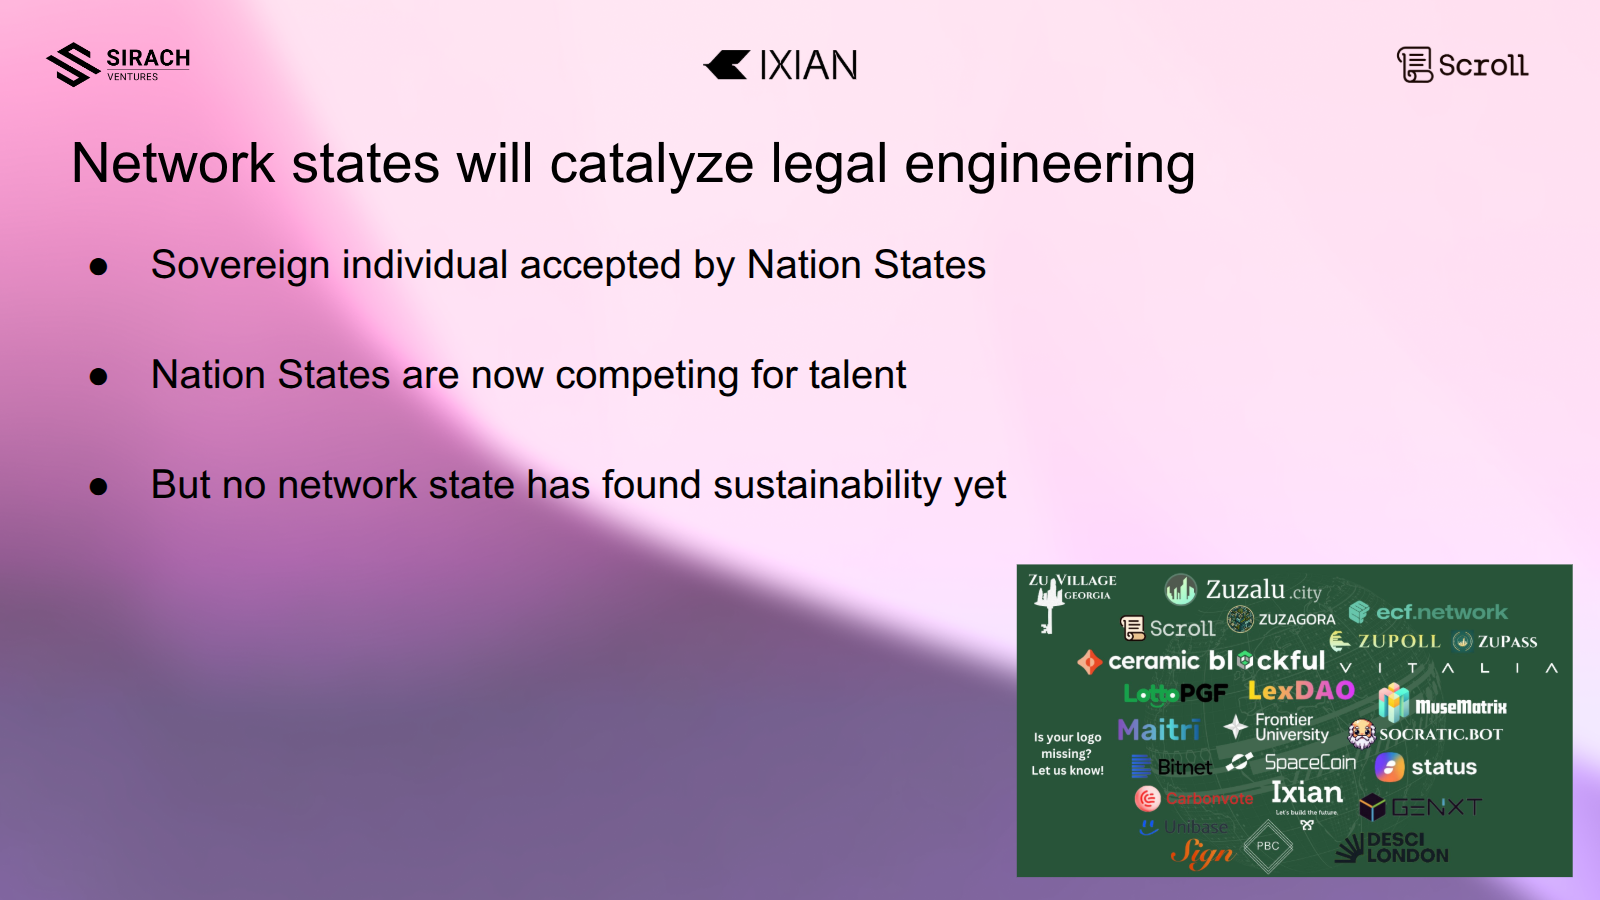 SIRACH
VENTURES
IXIAN
Scroll
Network states will catalyze legal engineering
● Sovereign individual accepted by Nation States
● Nation States are now competing for talent
● But no network state has found sustainability yet
ZU VILLAGE
GEORGIA
Zuzalu.city
ZUZAGORA
ecf.network
Scroll
ZUPOLL
ZUPASS
ceramic
blockful
VITALIA
LottoPGF
LexDAO
MuseMatrix
Maitri
Frontier
University
SOCRATIC.BOT
Is your logo
missing?
Let us know!
Bitnet
SpaceCoin
status
Carbonvote
Ixian
Let's build the future.
GENXT
Unibase
Sign
PBC
DESCI
LONDON